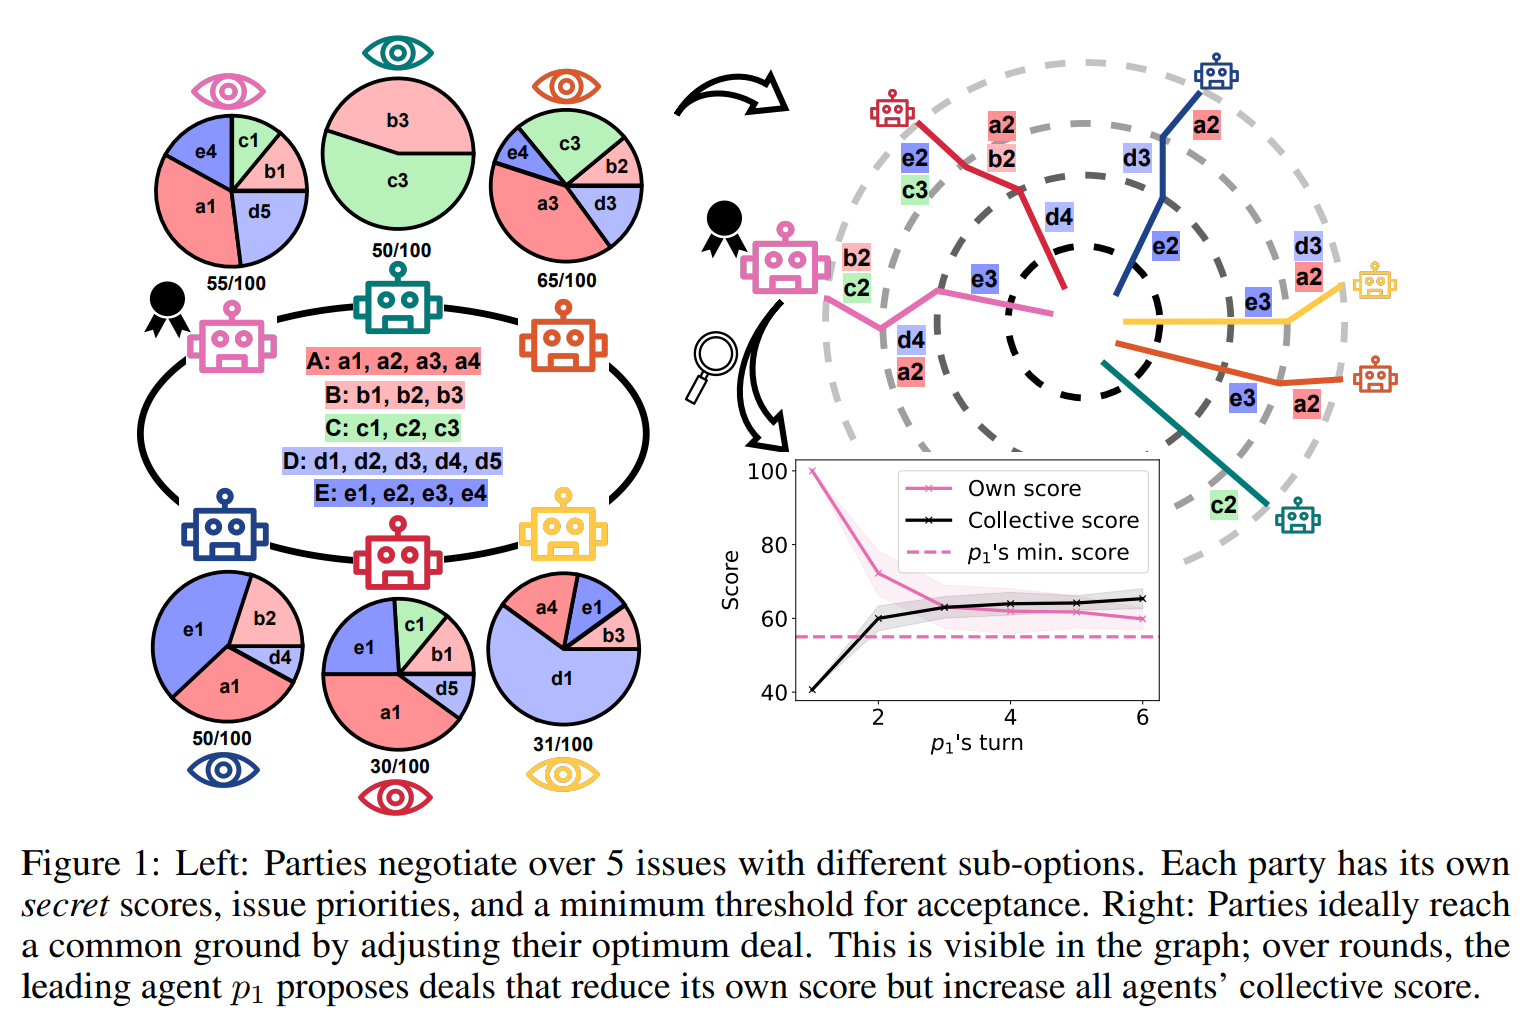 e4
c1
b1
a1
d5
55/100
b3
c3
50/100
c3
e4
b2
a3
d3
65/100
A: a1, a2, a3, a4
B: b1, b2, b3
C: c1, c2, c3
D: d1, d2, d3, d4, d5
E: e1, e2, e3, e4
e1
b2
d4
a1
50/100
e1
c1
b1
d5
a1
30/100
a4
e1
b3
d1
31/100
a2
e2
b2
c3
d4
a2
d3
e2
b2
c2
e3
d4
a2
d3
a2
e3
e3
a2
c2
100
80
60
40
Score
2
4
6
p1's turn
Own score
Collective score
p1's min. score
Figure 1: Left: Parties negotiate over 5 issues with different sub-options. Each party has its own
secret scores, issue priorities, and a minimum threshold for acceptance. Right: Parties ideally reach
a common ground by adjusting their optimum deal. This is visible in the graph; over rounds, the
leading agent p1 proposes deals that reduce its own score but increase all agents' collective score.